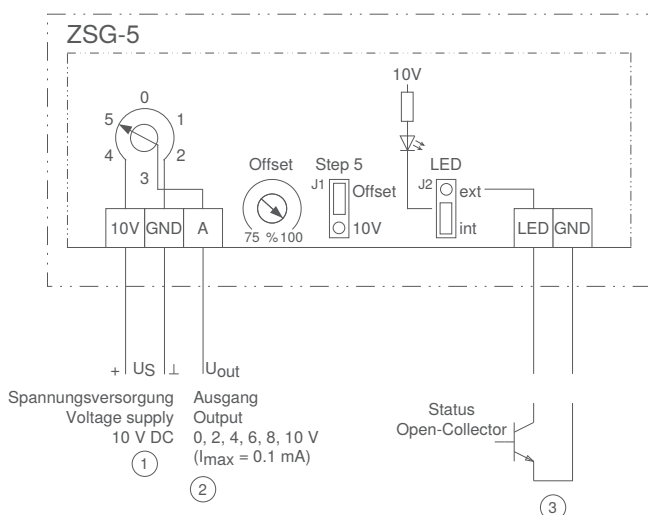 ZSG-5
0
5 1
4 2
3
10V
Offset Step 5 LED
J1 Offset
J2 ext
75 % 100
10V
int
10V GND A
LED GND
+ US ⊥ Uout
Spannungsversorgung
Voltage supply
10 V DC
1
Ausgang
Output
0, 2, 4, 6, 8, 10 V
(Imax = 0.1 mA)
2
Status
Open-Collector
3